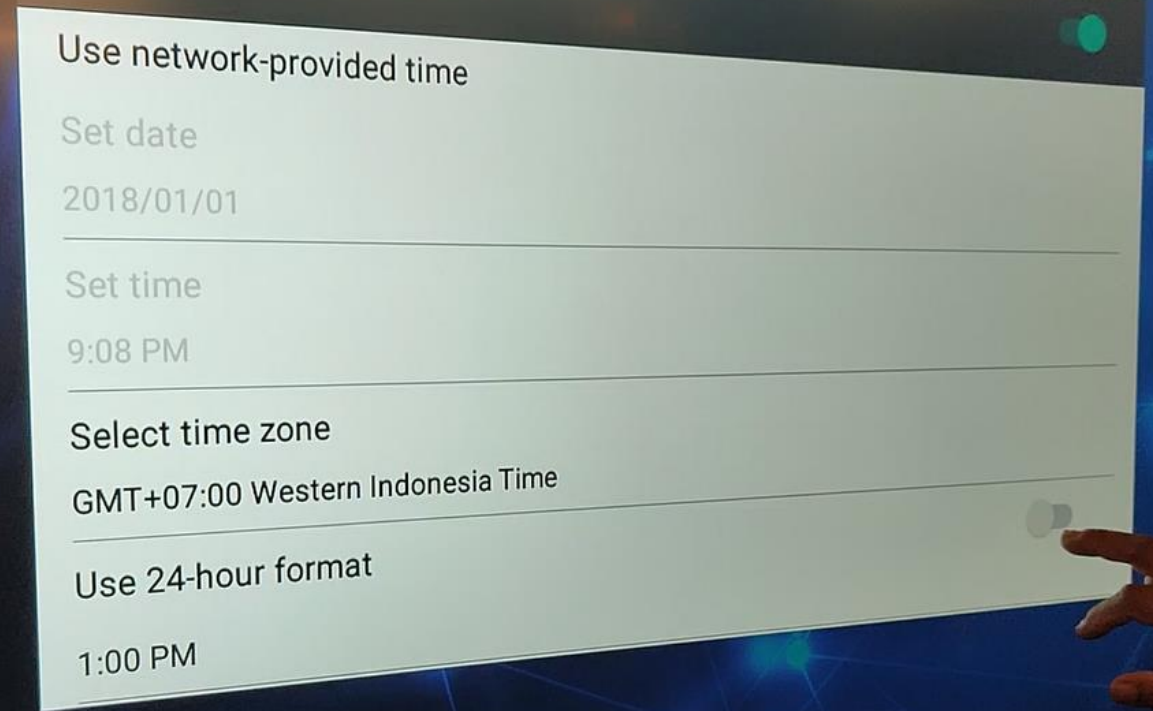 Use network-provided time
Set date
2018/01/01
Set time
9:08 PM
Select time zone
GMT+07:00 Western Indonesia Time
Use 24-hour format
1:00 PM